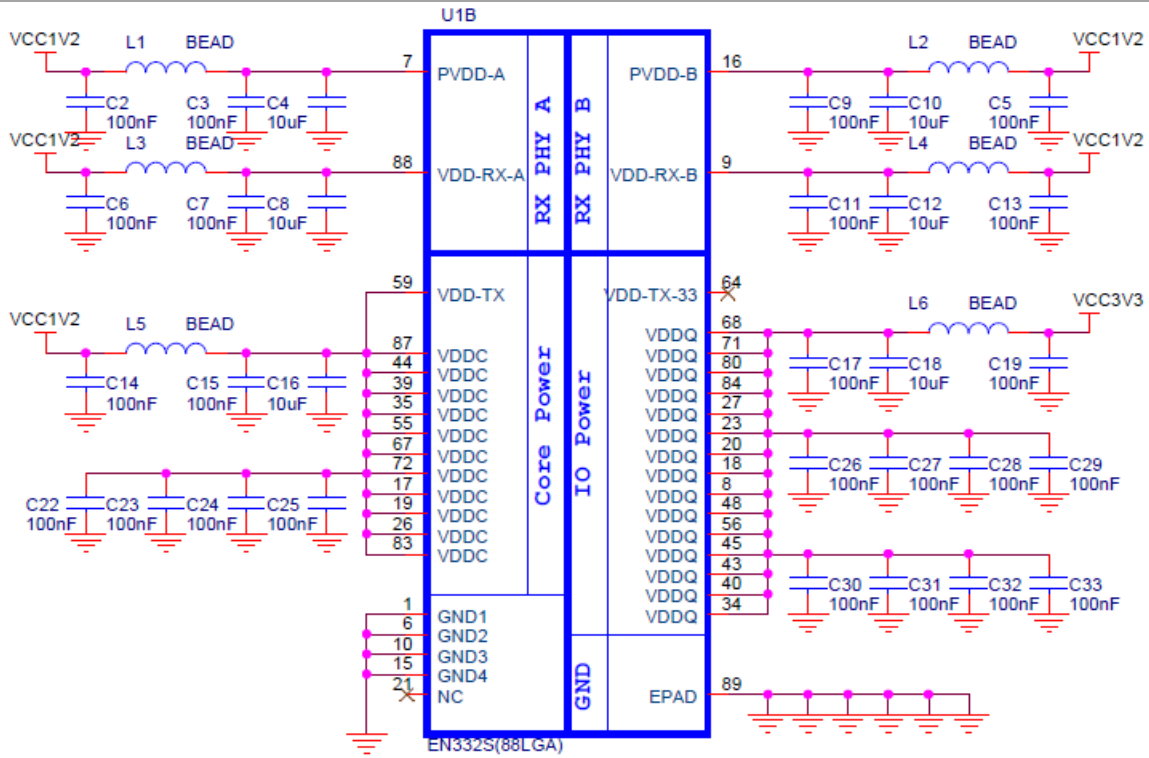 U1B
VCC1V2 L1 BEAD 7 PVDD-A PVDD-B 16 L2 BEAD VCC1V2
C2 C3 C4 C9 C10 C5
100nF 100nF 10uF 100nF 10uF 100nF
RX PHY A
RX PHY B
VCC1V2 L3 BEAD 88 VDD-RX-A VDD-RX-B 9 L4 BEAD VCC1V2
C6 C7 C8 C11 C12 C13
100nF 100nF 10uF 100nF 10uF 100nF
59 VDD-TX VDD-TX-33 64
VCC1V2 L5 BEAD L6 BEAD VCC3V3
VDDQ 68
87 VDDC VDDQ 71
44 VDDC VDDQ 80
39 VDDC VDDQ 84
35 VDDC VDDQ 27
55 VDDC VDDQ 23
67 VDDC VDDQ 20
72 VDDC VDDQ 18
17 VDDC VDDQ 8
19 VDDC VDDQ 48
26 VDDC VDDQ 56
83 VDDC VDDQ 45
VDDQ 43
VDDQ 40
VDDQ 34
Core Power
IO Power
C14 C15 C16 C17 C18 C19
100nF 100nF 10uF 100nF 10uF 100nF
C26 C27 C28 C29
100nF 100nF 100nF 100nF
C22 C23 C24 C25
100nF 100nF 100nF 100nF
C30 C31 C32 C33
100nF 100nF 100nF 100nF
1 GND1
6 GND2
10 GND3
15 GND4
21 NC
GND
EPAD 89
EN332S(88LGA)